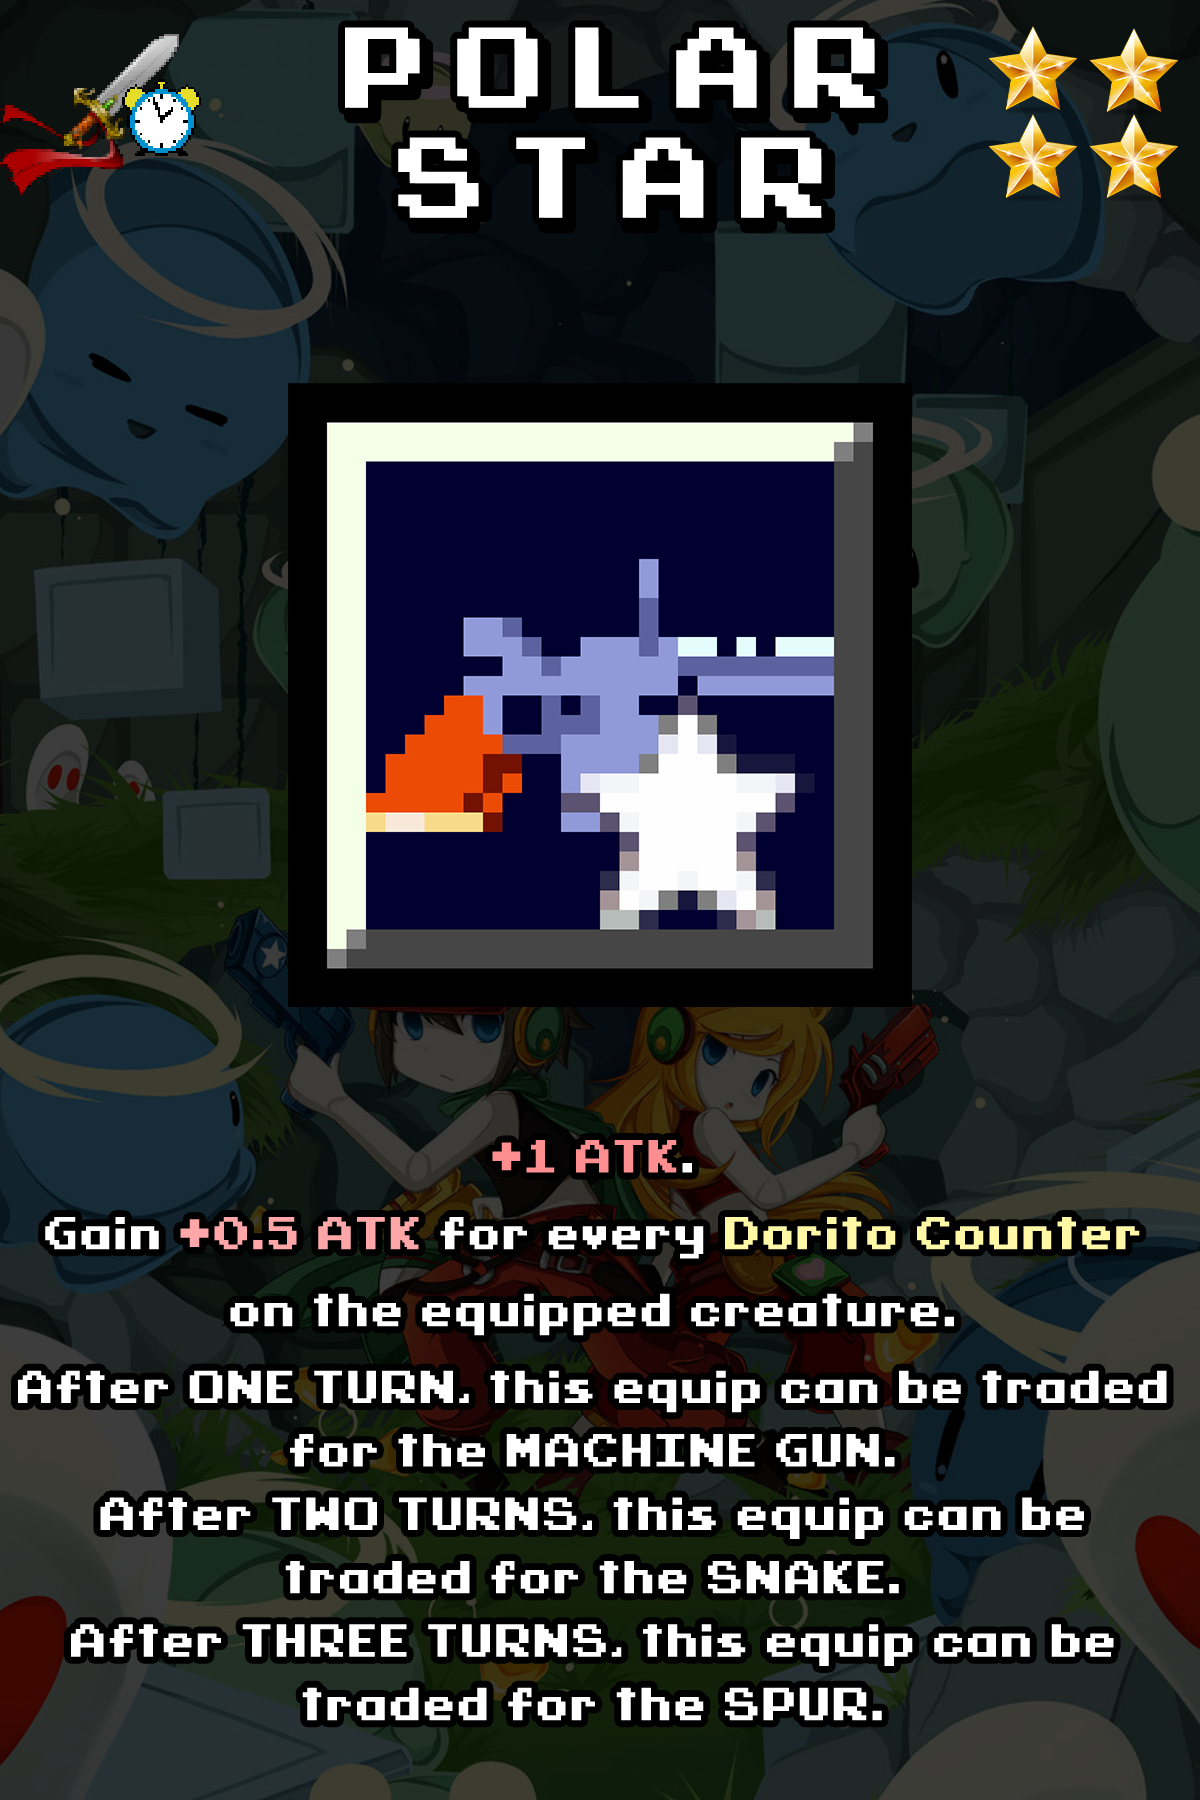 POLAR
STAR
+1 ATK.
Gain +0.5 ATK for every Dorito Counter
on the equipped creature.
After ONE TURN, this equip can be traded
for the MACHINE GUN.
After TWO TURNS, this equip can be
traded for the SNAKE.
After THREE TURNS, this equip can be
traded for the SPUR.